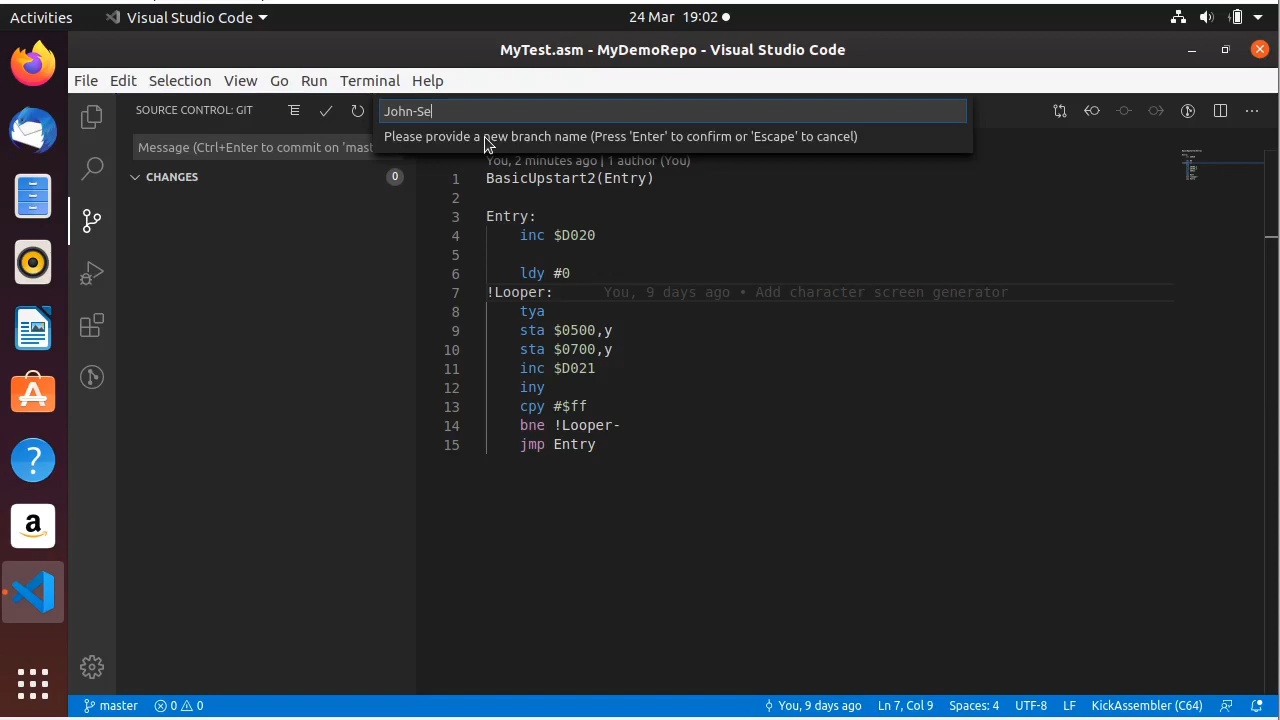 Activities
Visual Studio Code
24 Mar 19:02
MyTest.asm - MyDemoRepo - Visual Studio Code
File Edit Selection View Go Run Terminal Help
SOURCE CONTROL: GIT
John-Se
Please provide a new branch name (Press 'Enter' to confirm or 'Escape' to cancel)
Message (Ctrl+Enter to commit on 'mast
You, 2 minutes ago | 1 author (You)
CHANGES 0
1 BasicUpstart2(Entry)
2
3 Entry:
4 inc $D020
5
6 ldy #0
7 !Looper: You, 9 days ago • Add character screen generator
8 tya
9 sta $0500,y
10 sta $0700,y
11 inc $D021
12 iny
13 cpy #$ff
14 bne !Looper-
15 jmp Entry
master 0 0 You, 9 days ago Ln 7, Col 9 Spaces: 4 UTF-8 LF KickAssembler (C64)